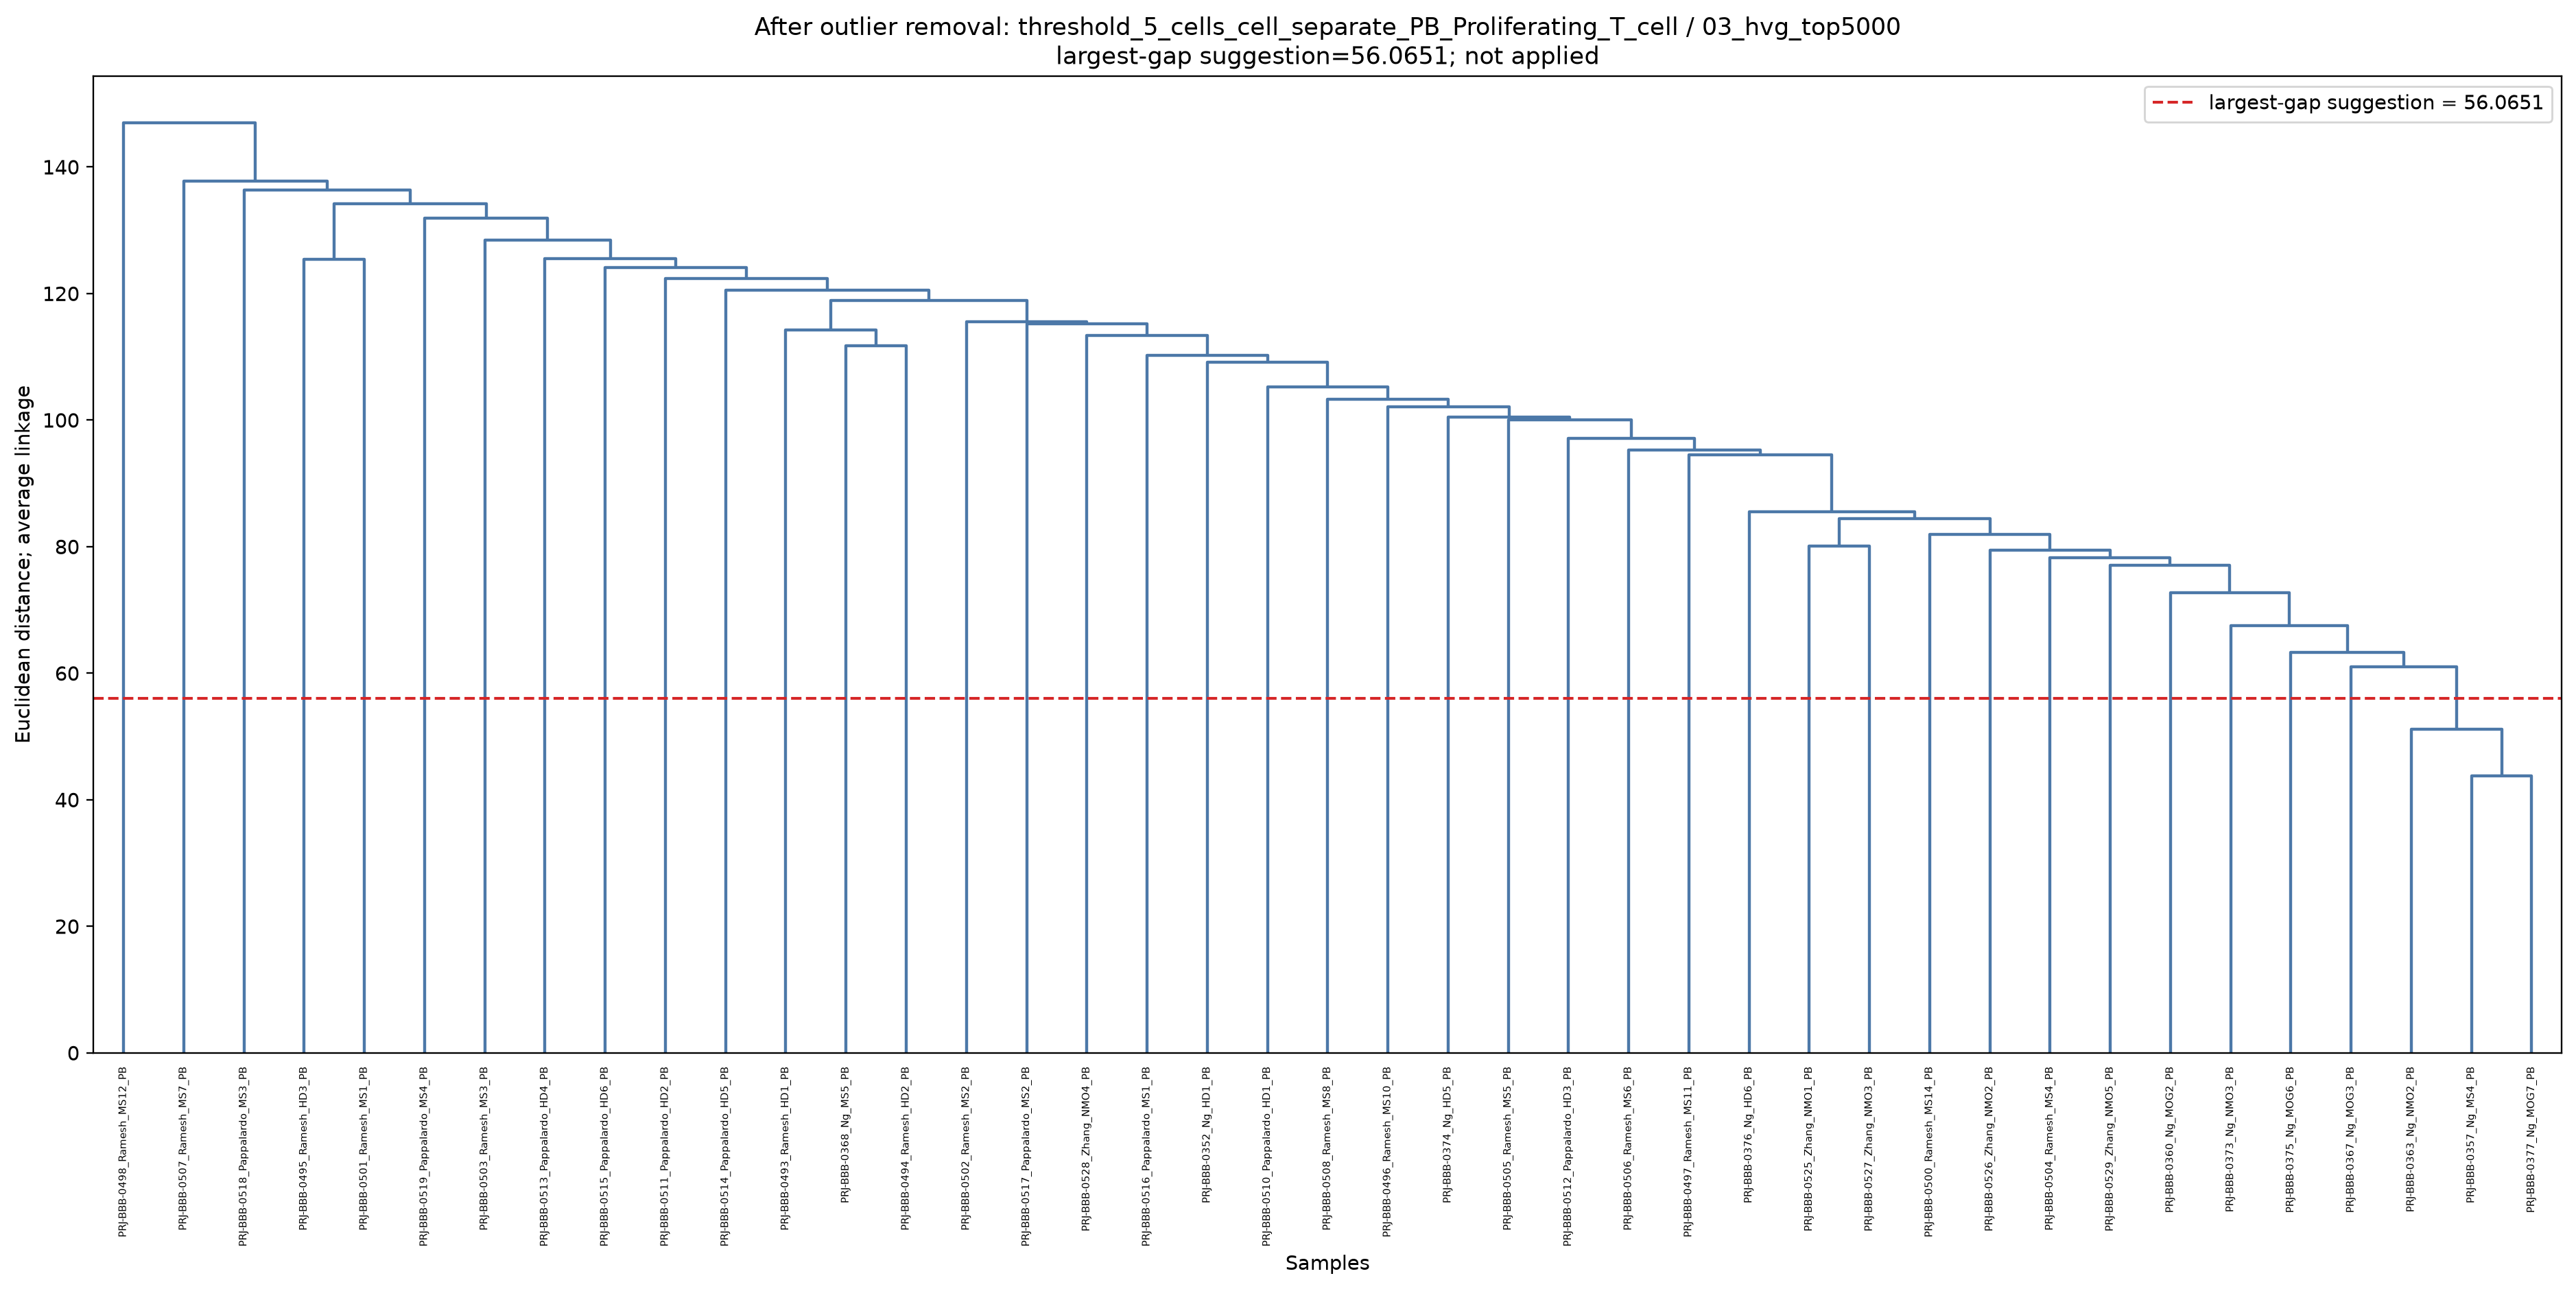 After outlier removal: threshold_5_cells_cell_separate_PB_Proliferating_T_cell / 03_hvg_top5000
largest-gap suggestion=56.0651; not applied
largest-gap suggestion = 56.0651
Euclidean distance; average linkage
140
120
100
80
60
40
20
0
PRJ-BBB-0498_Ramesh_MS12_PB
PRJ-BBB-0507_Ramesh_MS7_PB
PRJ-BBB-0518_Pappalardo_MS3_PB
PRJ-BBB-0495_Ramesh_HD3_PB
PRJ-BBB-0501_Ramesh_MS1_PB
PRJ-BBB-0519_Pappalardo_MS4_PB
PRJ-BBB-0503_Ramesh_MS3_PB
PRJ-BBB-0513_Pappalardo_HD4_PB
PRJ-BBB-0515_Pappalardo_HD6_PB
PRJ-BBB-0511_Pappalardo_HD2_PB
PRJ-BBB-0514_Pappalardo_HD5_PB
PRJ-BBB-0493_Ramesh_HD1_PB
PRJ-BBB-0368_Ng_MS5_PB
PRJ-BBB-0494_Ramesh_HD2_PB
PRJ-BBB-0502_Ramesh_MS2_PB
PRJ-BBB-0517_Pappalardo_MS2_PB
PRJ-BBB-0528_Zhang_NMO4_PB
PRJ-BBB-0516_Pappalardo_MS1_PB
PRJ-BBB-0352_Ng_HD1_PB
PRJ-BBB-0510_Pappalardo_HD1_PB
PRJ-BBB-0508_Ramesh_MS8_PB
PRJ-BBB-0496_Ramesh_MS10_PB
PRJ-BBB-0374_Ng_HD5_PB
PRJ-BBB-0505_Ramesh_MS5_PB
PRJ-BBB-0512_Pappalardo_HD3_PB
PRJ-BBB-0506_Ramesh_MS6_PB
PRJ-BBB-0497_Ramesh_MS11_PB
PRJ-BBB-0376_Ng_HD6_PB
PRJ-BBB-0525_Zhang_NMO1_PB
PRJ-BBB-0527_Zhang_NMO3_PB
PRJ-BBB-0500_Ramesh_MS14_PB
PRJ-BBB-0526_Zhang_NMO2_PB
PRJ-BBB-0504_Ramesh_MS4_PB
PRJ-BBB-0529_Zhang_NMO5_PB
PRJ-BBB-0360_Ng_MOG2_PB
PRJ-BBB-0373_Ng_NMO3_PB
PRJ-BBB-0375_Ng_MOG6_PB
PRJ-BBB-0367_Ng_MOG3_PB
PRJ-BBB-0363_Ng_NMO2_PB
PRJ-BBB-0357_Ng_MS4_PB
PRJ-BBB-0377_Ng_MOG7_PB
Samples